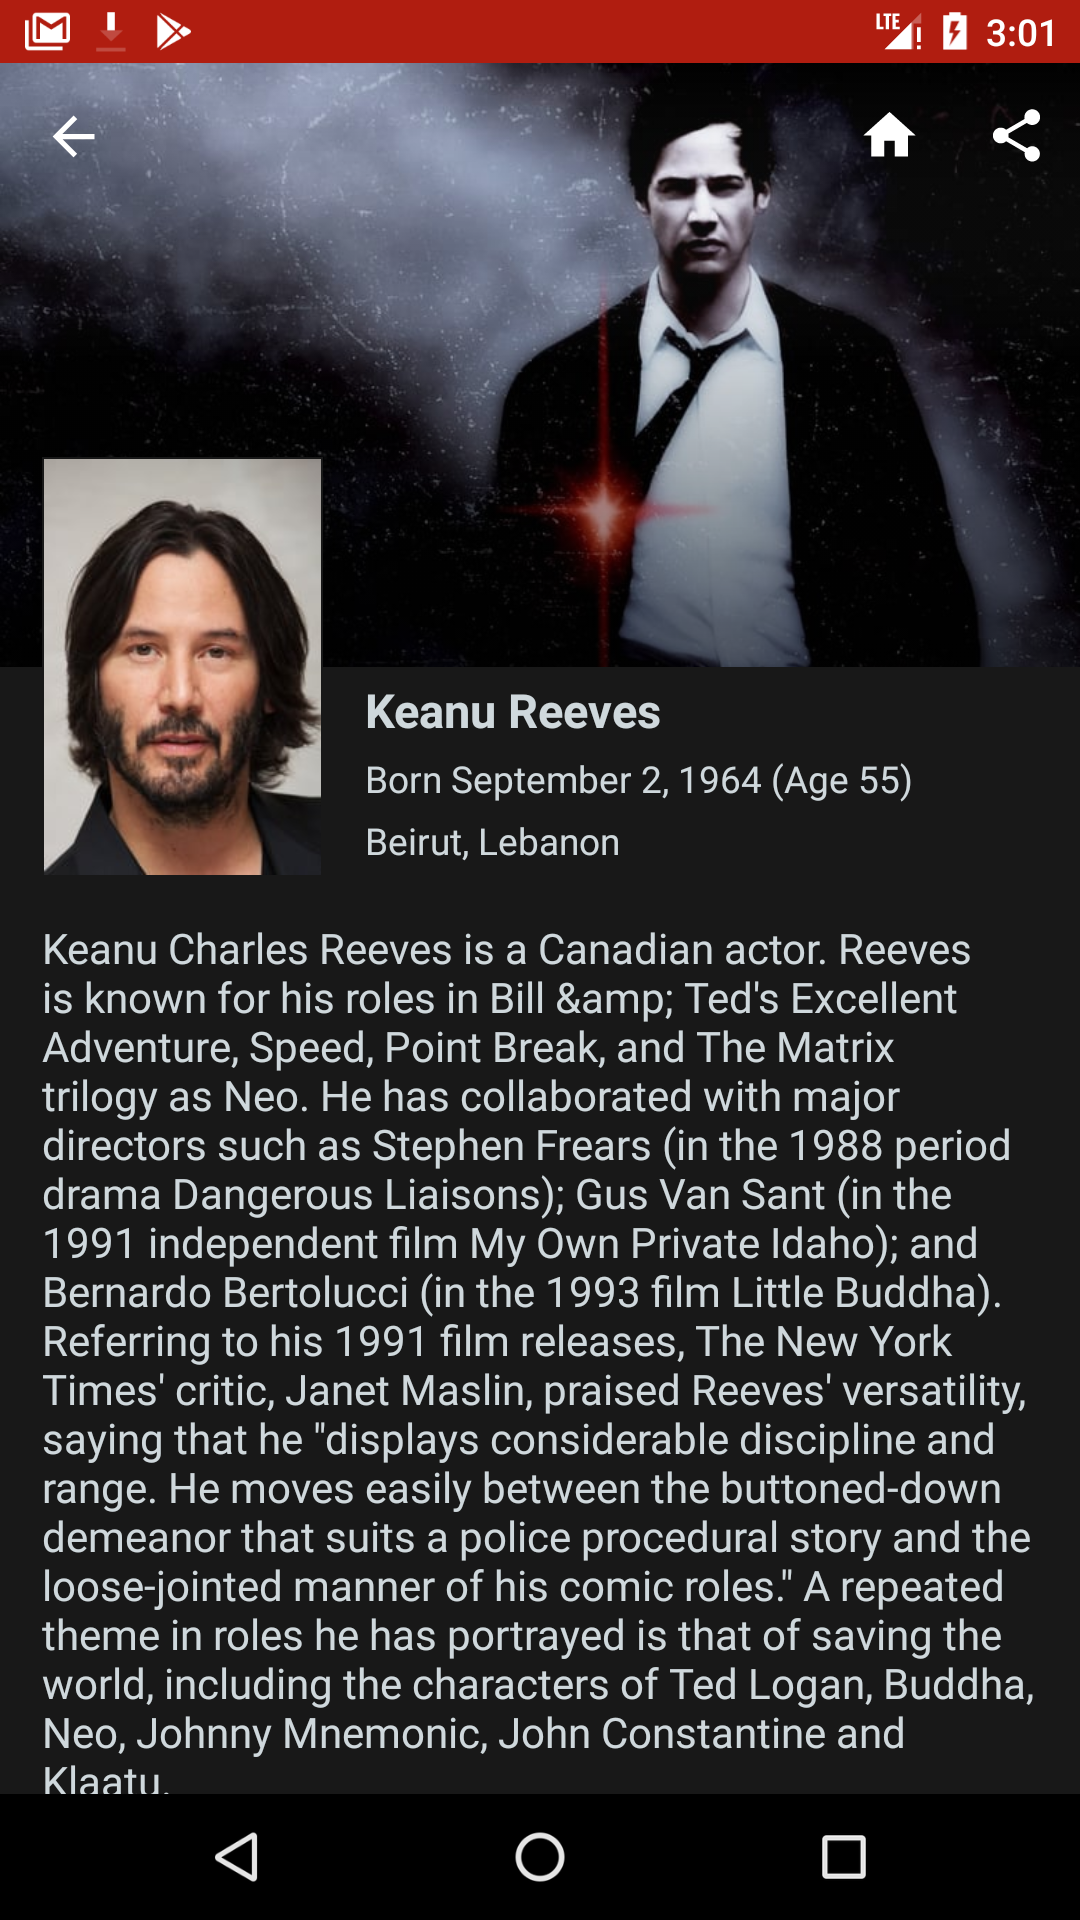 LTE 3:01
Keanu Reeves
Born September 2, 1964 (Age 55)
Beirut, Lebanon
Keanu Charles Reeves is a Canadian actor. Reeves
is known for his roles in Bill &amp; Ted's Excellent
Adventure, Speed, Point Break, and The Matrix
trilogy as Neo. He has collaborated with major
directors such as Stephen Frears (in the 1988 period
drama Dangerous Liaisons); Gus Van Sant (in the
1991 independent film My Own Private Idaho); and
Bernardo Bertolucci (in the 1993 film Little Buddha).
Referring to his 1991 film releases, The New York
Times' critic, Janet Maslin, praised Reeves' versatility,
saying that he "displays considerable discipline and
range. He moves easily between the buttoned-down
demeanor that suits a police procedural story and the
loose-jointed manner of his comic roles." A repeated
theme in roles he has portrayed is that of saving the
world, including the characters of Ted Logan, Buddha,
Neo, Johnny Mnemonic, John Constantine and
Klaatu.